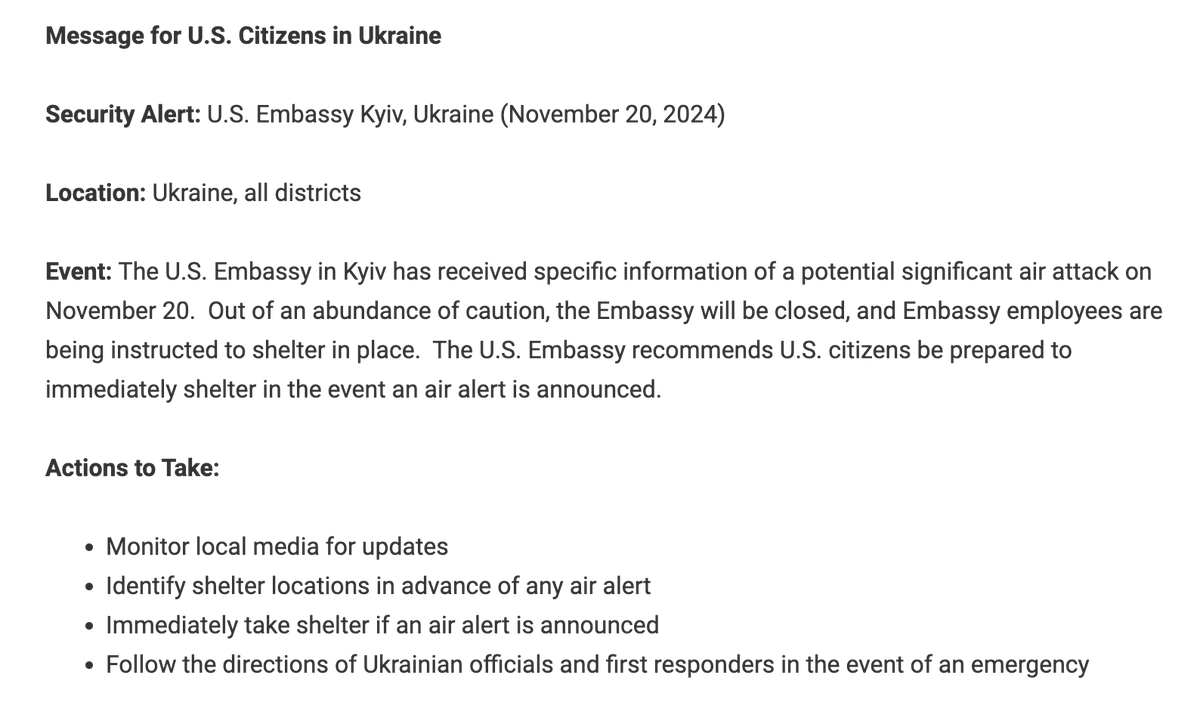 Message for U.S. Citizens in Ukraine
Security Alert: U.S. Embassy Kyiv, Ukraine (November 20, 2024)
Location: Ukraine, all districts
Event: The U.S. Embassy in Kyiv has received specific information of a potential significant air attack on
November 20.  Out of an abundance of caution, the Embassy will be closed, and Embassy employees are
being instructed to shelter in place.  The U.S. Embassy recommends U.S. citizens be prepared to
immediately shelter in the event an air alert is announced.
Actions to Take:
• Monitor local media for updates
• Identify shelter locations in advance of any air alert
• Immediately take shelter if an air alert is announced
• Follow the directions of Ukrainian officials and first responders in the event of an emergency